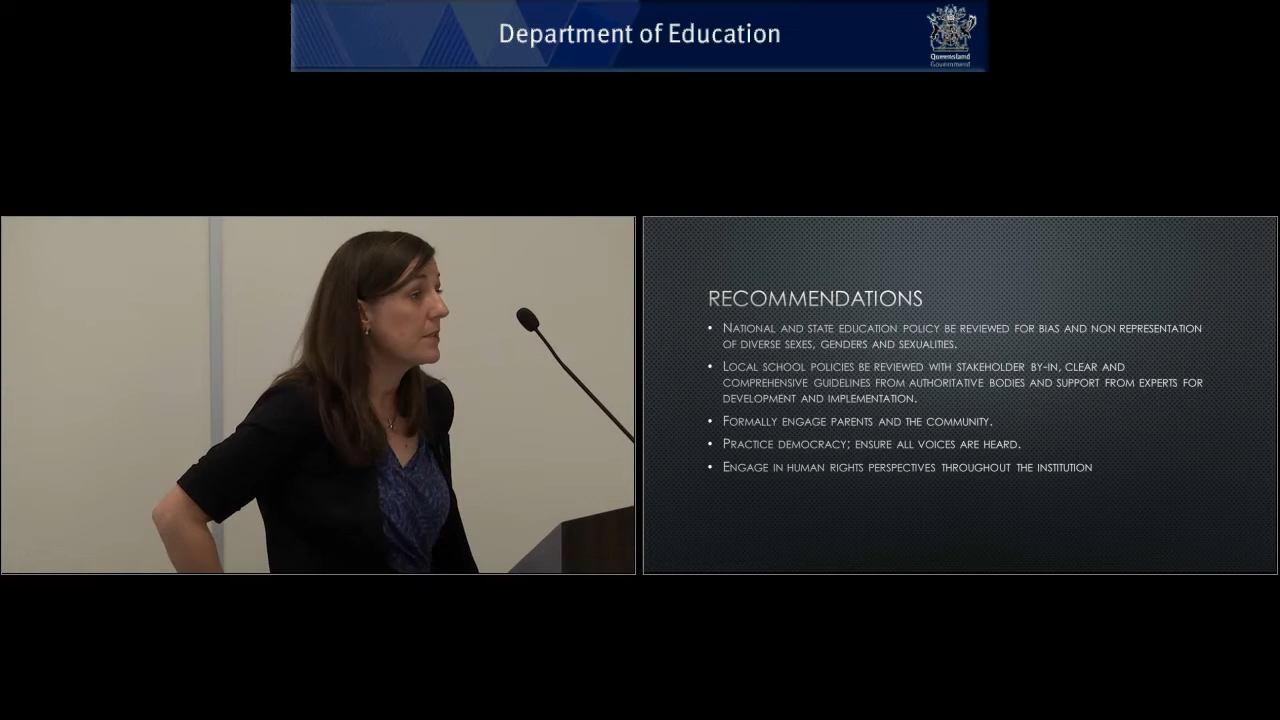 Department of Education
Queensland
Government
RECOMMENDATIONS
• NATIONAL AND STATE EDUCATION POLICY BE REVIEWED FOR BIAS AND NON REPRESENTATION
OF DIVERSE SEXES, GENDERS AND SEXUALITIES.
• LOCAL SCHOOL POLICIES BE REVIEWED WITH STAKEHOLDER BY-IN, CLEAR AND
COMPREHENSIVE GUIDELINES FROM AUTHORITATIVE BODIES AND SUPPORT FROM EXPERTS FOR
DEVELOPMENT AND IMPLEMENTATION.
• FORMALLY ENGAGE PARENTS AND THE COMMUNITY.
• PRACTICE DEMOCRACY; ENSURE ALL VOICES ARE HEARD.
• ENGAGE IN HUMAN RIGHTS PERSPECTIVES THROUGHOUT THE INSTITUTION